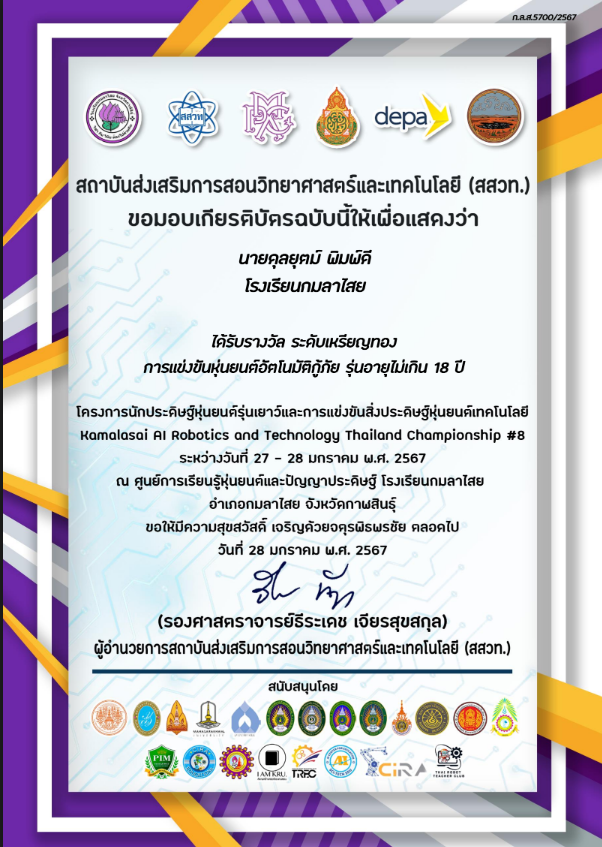 ก.ล.ส.5700/2567
สสวท
depa
สถาบันส่งเสริมการสอนวิทยาศาสตร์และเทคโนโลยี (สสวท.)
ขอมอบเกียรติบัตรฉบับนี้ให้เพื่อแสดงว่า
นายดุลยุตม์ พิมพ์ดี
โรงเรียนกมลาไสย
ได้รับรางวัล ระดับเหรียญทอง
การแข่งขันหุ่นยนต์อัตโนมัติกู้ภัย รุ่นอายุไม่เกิน 18 ปี
โครงการนักประดิษฐ์หุ่นยนต์รุ่นเยาว์และการแข่งขันสิ่งประดิษฐ์หุ่นยนต์เทคโนโลยี
Kamalasai AI Robotics and Technology Thailand Championship #8
ระหว่างวันที่ 27 - 28 มกราคม พ.ศ. 2567
ณ ศูนย์การเรียนรู้หุ่นยนต์และปัญญาประดิษฐ์ โรงเรียนกมลาไสย
อำเภอกมลาไสย จังหวัดกาฬสินธุ์
ขอให้มีความสุขสวัสดิ์ เจริญด้วยจตุรพิธพรชัย ตลอดไป
วันที่ 28 มกราคม พ.ศ. 2567
(รองศาสตราจารย์ธีระเดช เจียรสุขสกุล)
ผู้อำนวยการสถาบันส่งเสริมการสอนวิทยาศาสตร์และเทคโนโลยี (สสวท.)
สนับสนุนโดย
PIM
I AM KRU
TRRC
CiRA
THAI ROBOT
TEACHER CLUB